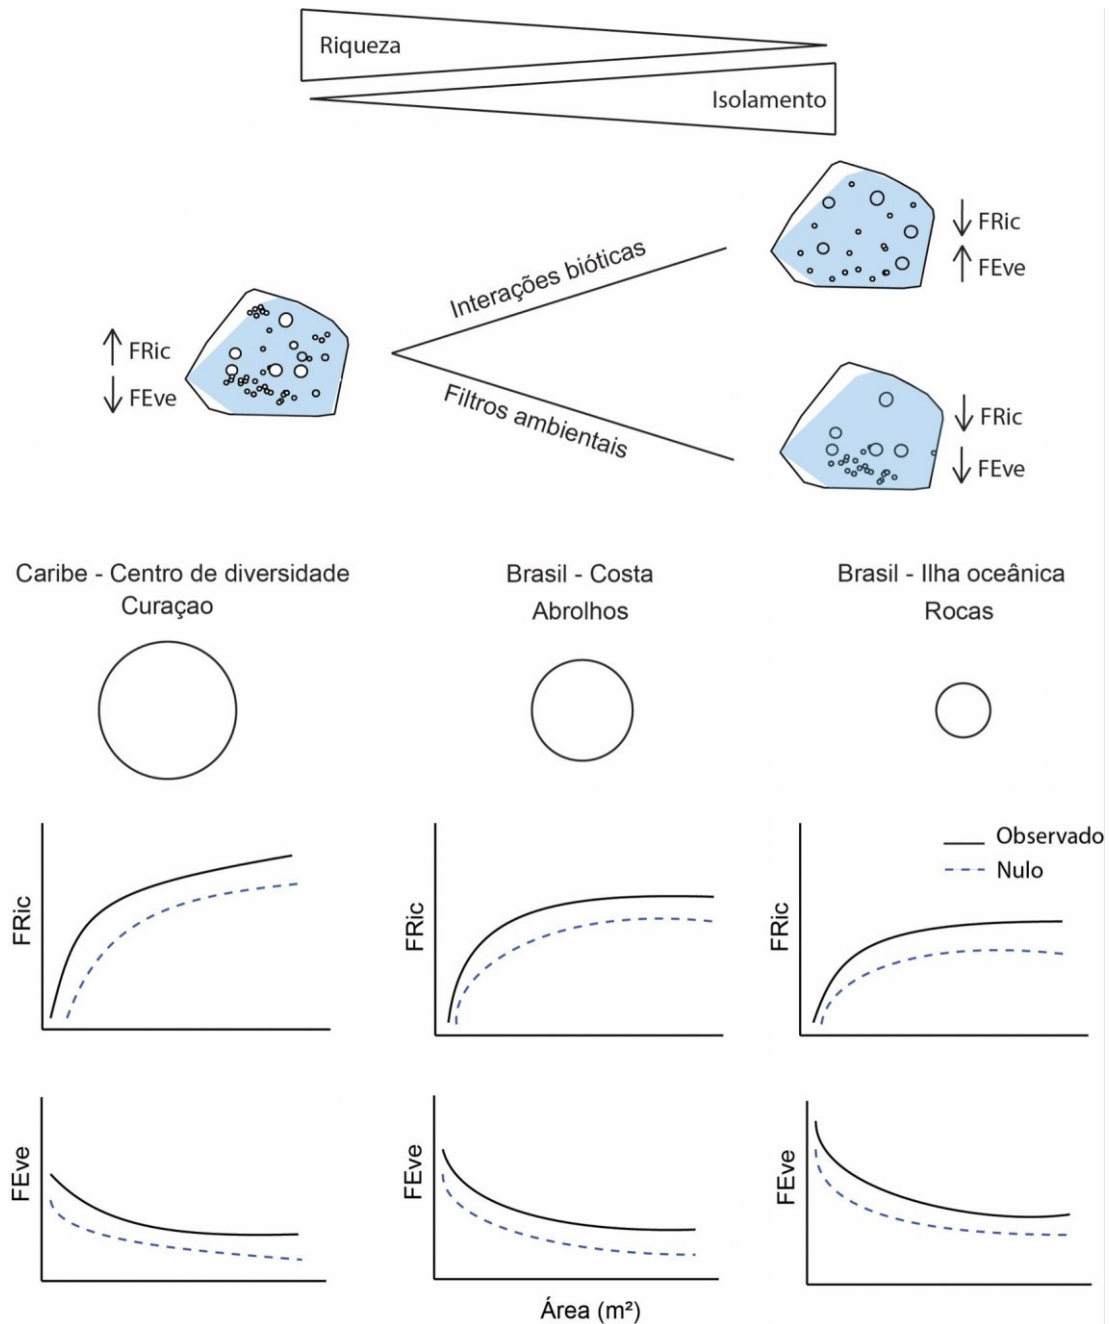 Riqueza
Isolamento
Interações bióticas
Filtros ambientais
↑ FRic
↓ FEve
↓ FRic
↑ FEve
↓ FRic
↓ FEve
Caribe - Centro de diversidade
Curaçao
Brasil - Costa
Abrolhos
Brasil - Ilha oceânica
Rocas
Observado
Nulo
FRic
FRic
FRic
FEve
FEve
FEve
Área (m²)